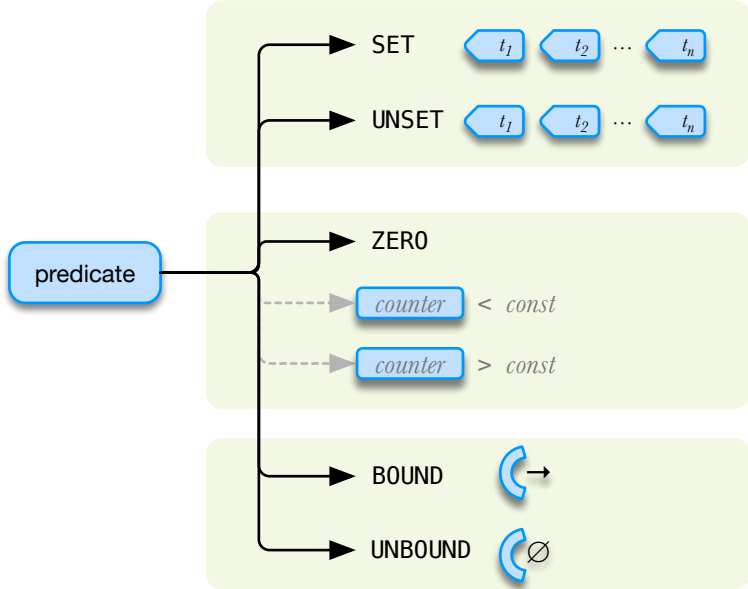 SET t1 t2 ... tn
UNSET t1 t2 ... tn
ZERO
predicate
counter < const
counter > const
BOUND →
UNBOUND ∅